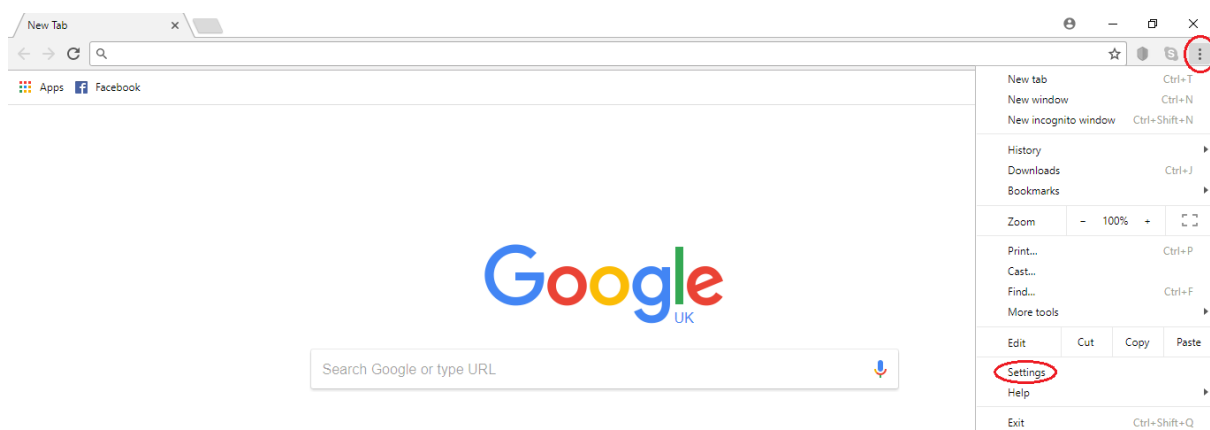 New Tab
Apps Facebook
New tab Ctrl+T
New window Ctrl+N
New incognito window Ctrl+Shift+N
History
Downloads Ctrl+J
Bookmarks
Zoom - 100% +
Print... Ctrl+P
Cast...
Find... Ctrl+F
More tools
Edit Cut Copy Paste
Settings
Help
Exit Ctrl+Shift+Q
Google
UK
Search Google or type URL